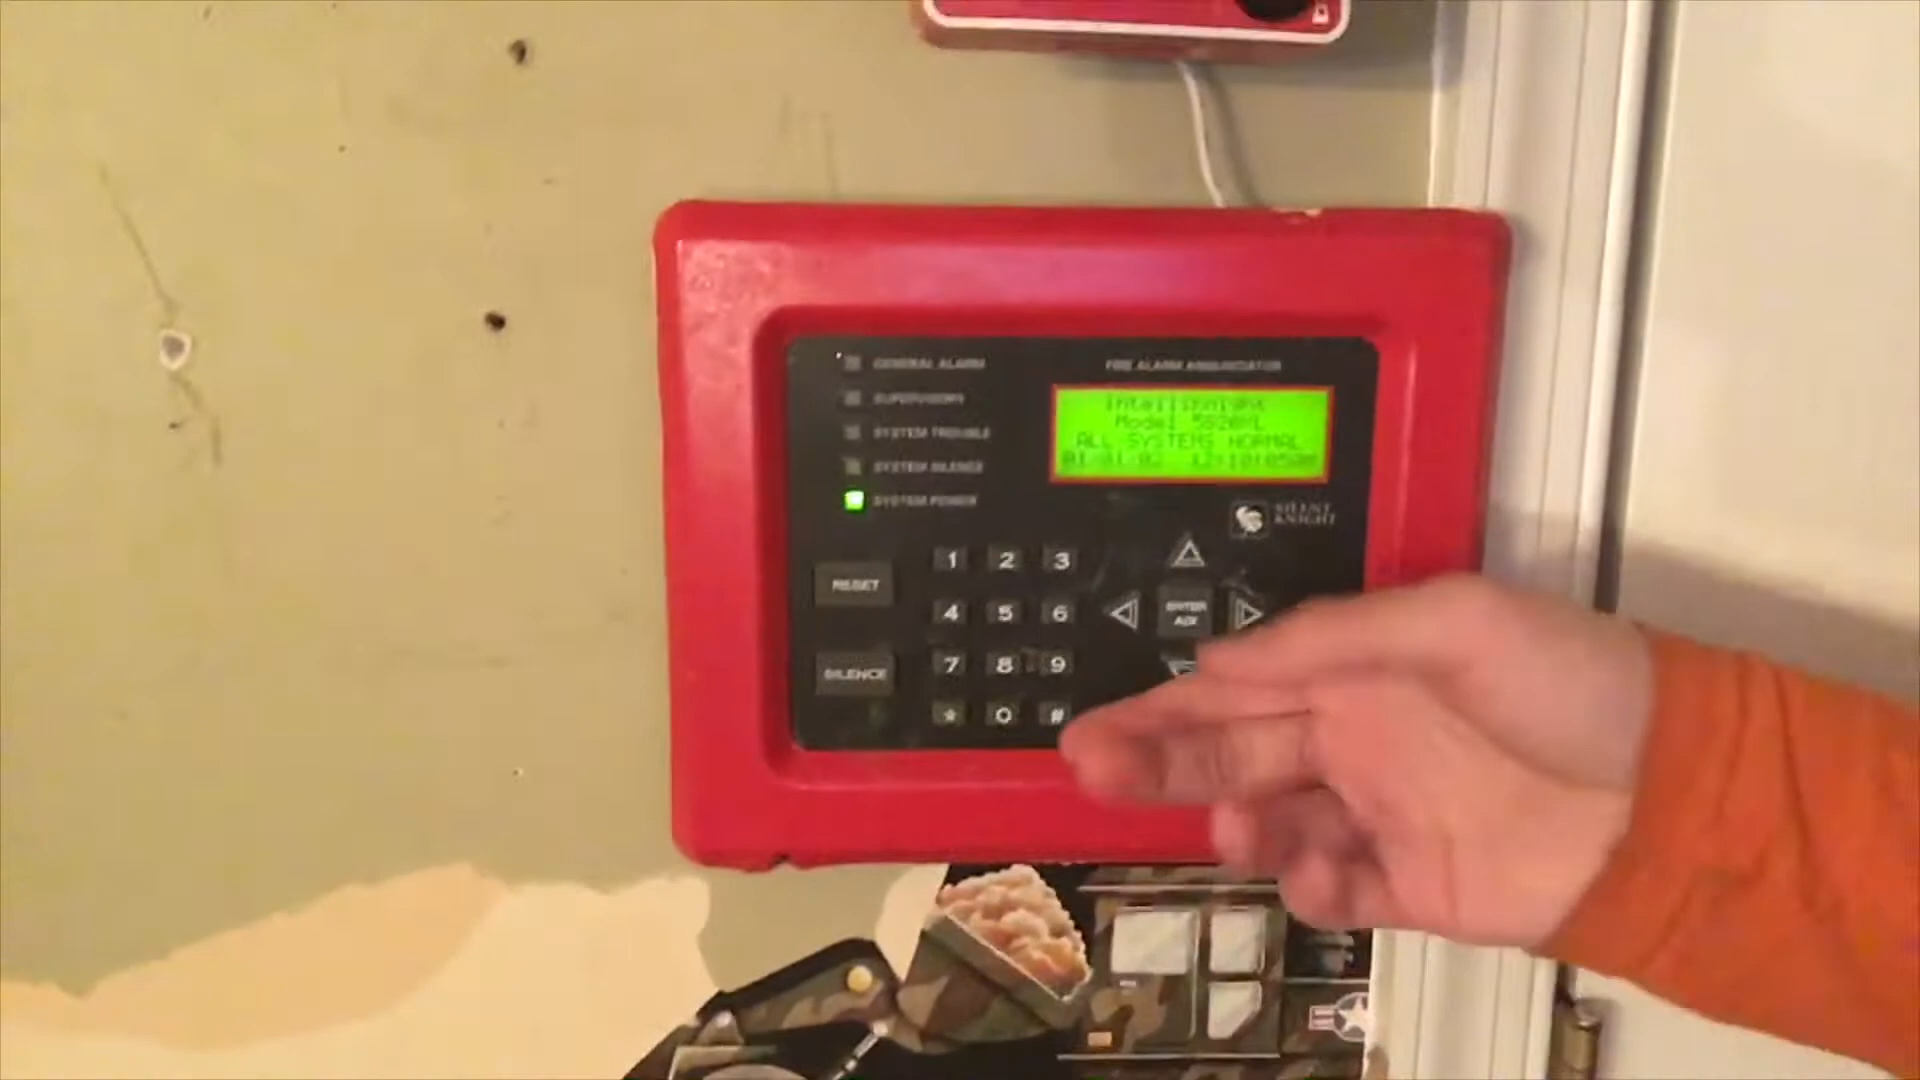 GENERAL ALARM
SUPERVISORY
SYSTEM TROUBLE
SYSTEM SILENCE
SYSTEM POWER
FIRE ALARM ANNUNCIATOR
IntelliKnight
Model 5820XL
ALL SYSTEMS NORMAL
SILENT
KNIGHT
RESET
SILENCE
1 2 3
4 5 6
7 8 9
* 0 #
ENTER